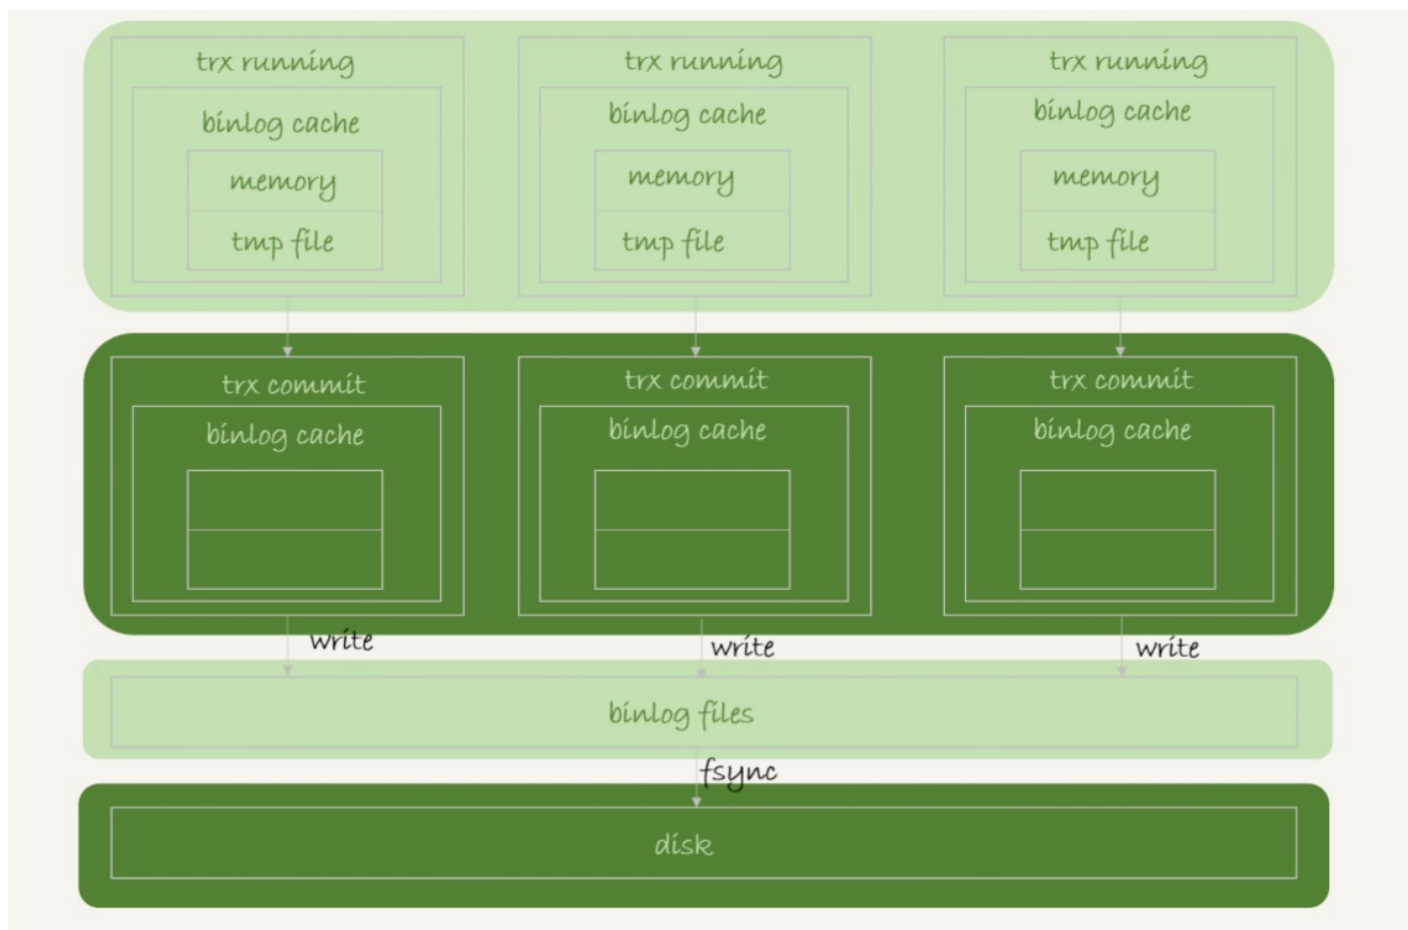 trx running
trx running
trx running
binlog cache
binlog cache
binlog cache
memory
memory
memory
tmp file
tmp file
tmp file
trx commit
trx commit
trx commit
binlog cache
binlog cache
binlog cache
write
write
write
binlog files
fsync
disk